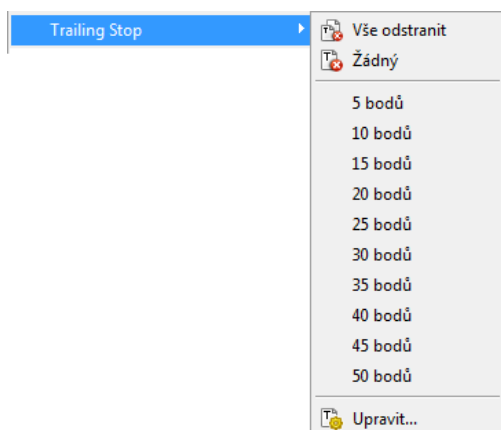 Trailing Stop
Vše odstranit
Žádný
5 bodů
10 bodů
15 bodů
20 bodů
25 bodů
30 bodů
35 bodů
40 bodů
45 bodů
50 bodů
Upravit...